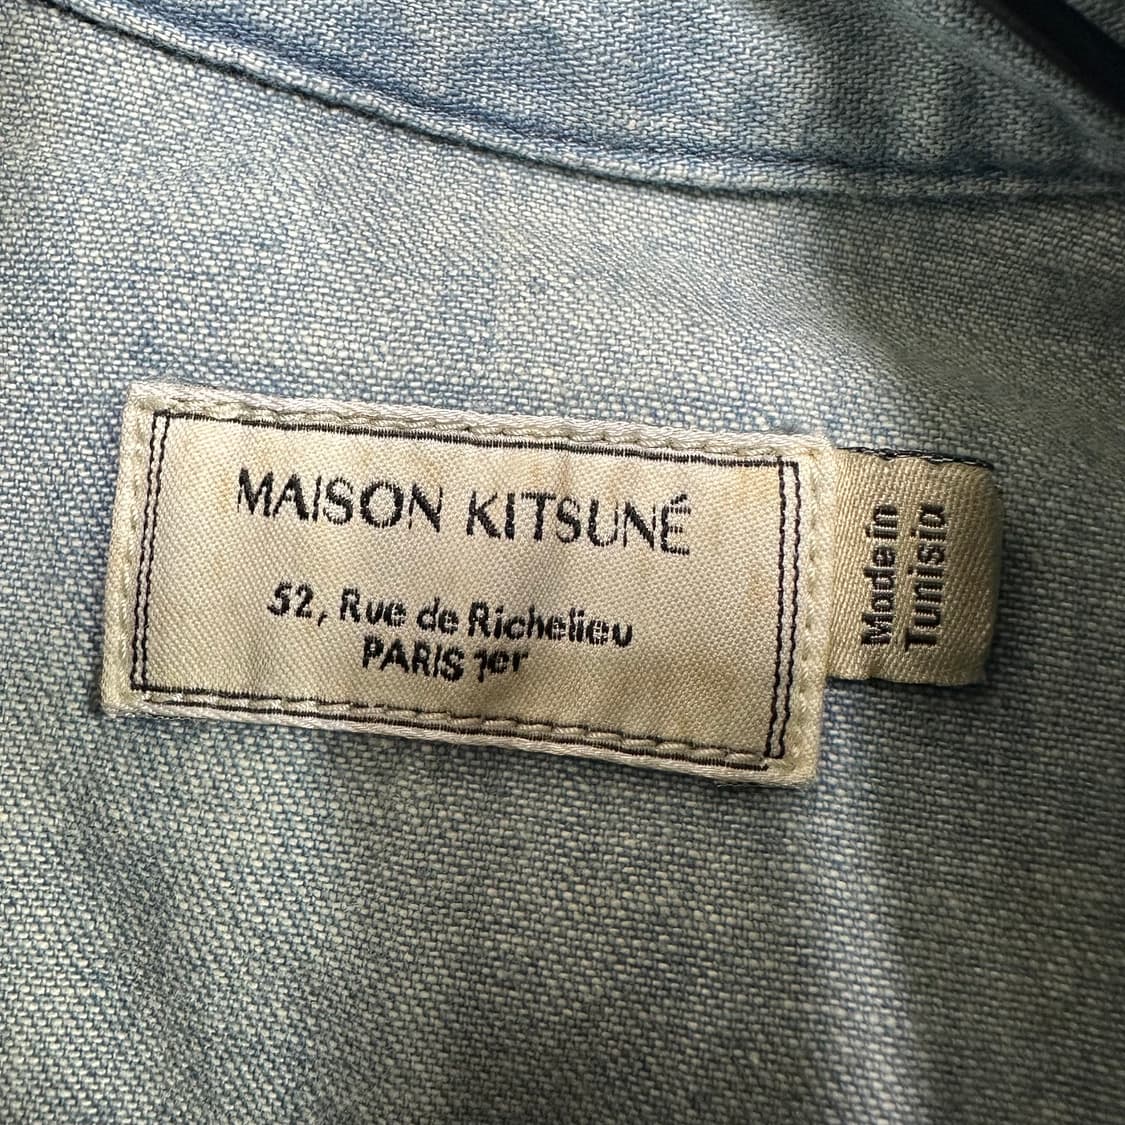 MAISON KITSUNÉ
52, Rue de Richelieu
PARIS 1er
Made in
Tunisia